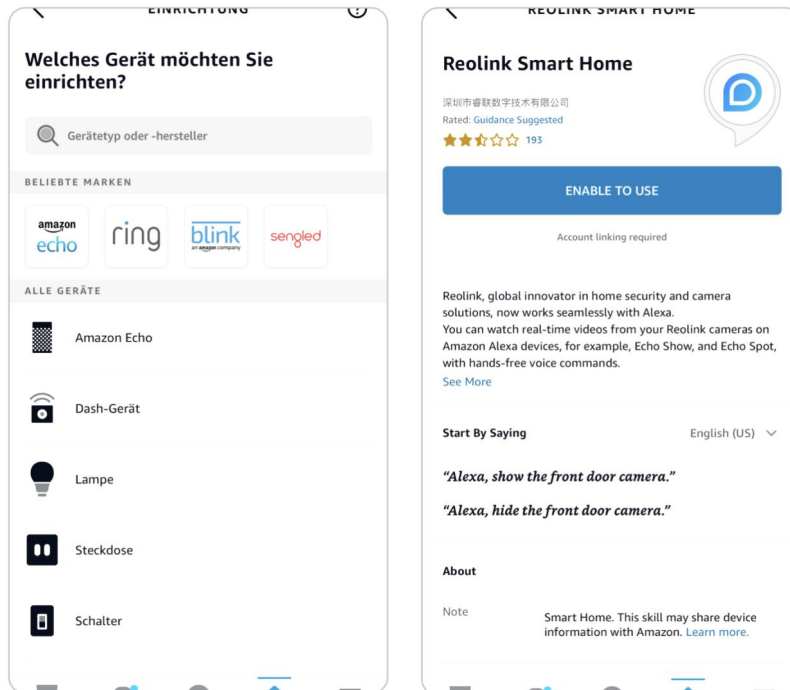 EINRICHTUNG
Welches Gerät möchten Sie
einrichten?
Gerätetyp oder -hersteller
BELIEBTE MARKEN
amazon
echo
ring
blink
an amazon company
sengled
ALLE GERÄTE
Amazon Echo
Dash-Gerät
Lampe
Steckdose
Schalter
REOLINK SMART HOME
Reolink Smart Home
深圳市睿联数字技术有限公司
Rated: Guidance Suggested
193
ENABLE TO USE
Account linking required
Reolink, global innovator in home security and camera
solutions, now works seamlessly with Alexa.
You can watch real-time videos from your Reolink cameras on
Amazon Alexa devices, for example, Echo Show, and Echo Spot,
with hands-free voice commands.
See More
Start By Saying
English (US)
“Alexa, show the front door camera.”
“Alexa, hide the front door camera.”
About
Note
Smart Home. This skill may share device
information with Amazon. Learn more.